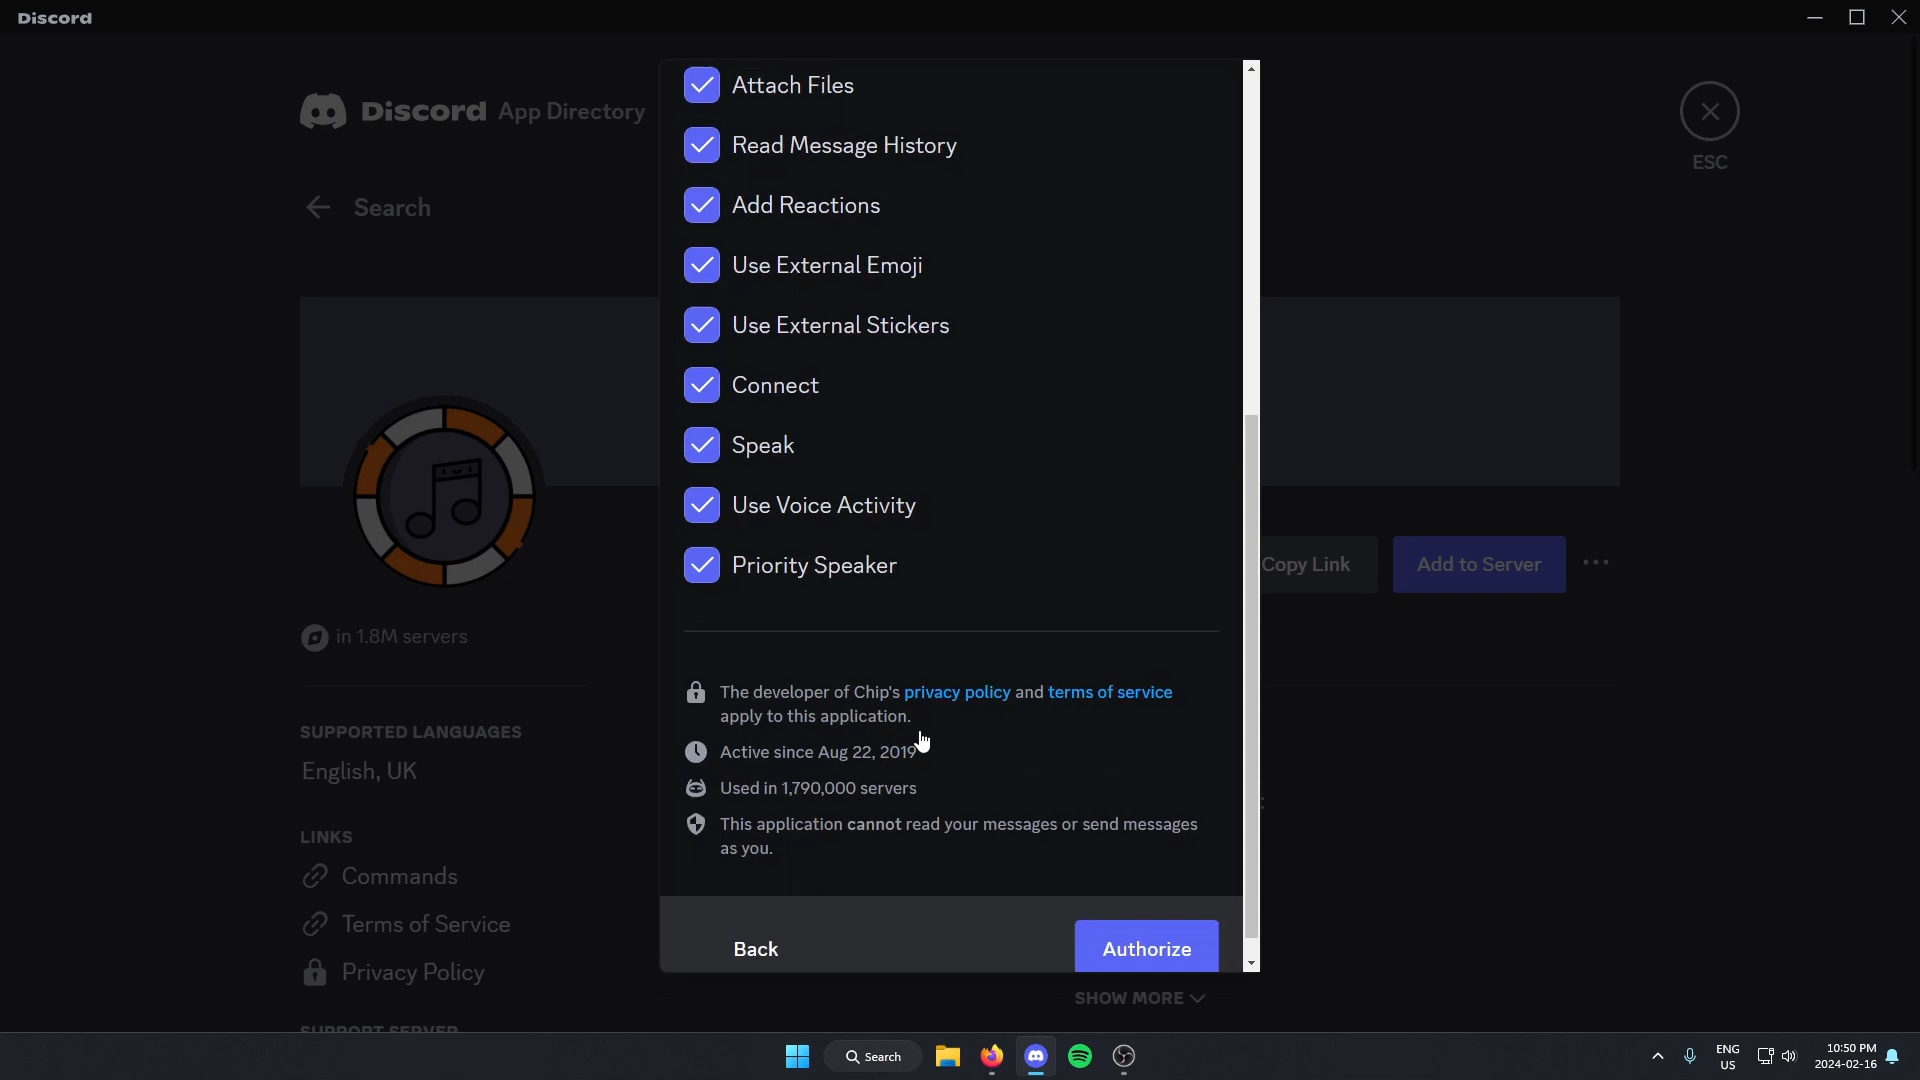 Discord
Discord App Directory
ESC
Search
Attach Files
Read Message History
Add Reactions
Use External Emoji
Use External Stickers
Connect
Speak
Use Voice Activity
Priority Speaker
Copy Link
Add to Server
in 1.8M servers
SUPPORTED LANGUAGES
English, UK
LINKS
Commands
Terms of Service
Privacy Policy
SUPPORT SERVER
The developer of Chip's privacy policy and terms of service
apply to this application.
Active since Aug 22, 2019
Used in 1,790,000 servers
This application cannot read your messages or send messages
as you.
Back
Authorize
SHOW MORE
Search
ENG
US
10:50 PM
2024-02-16